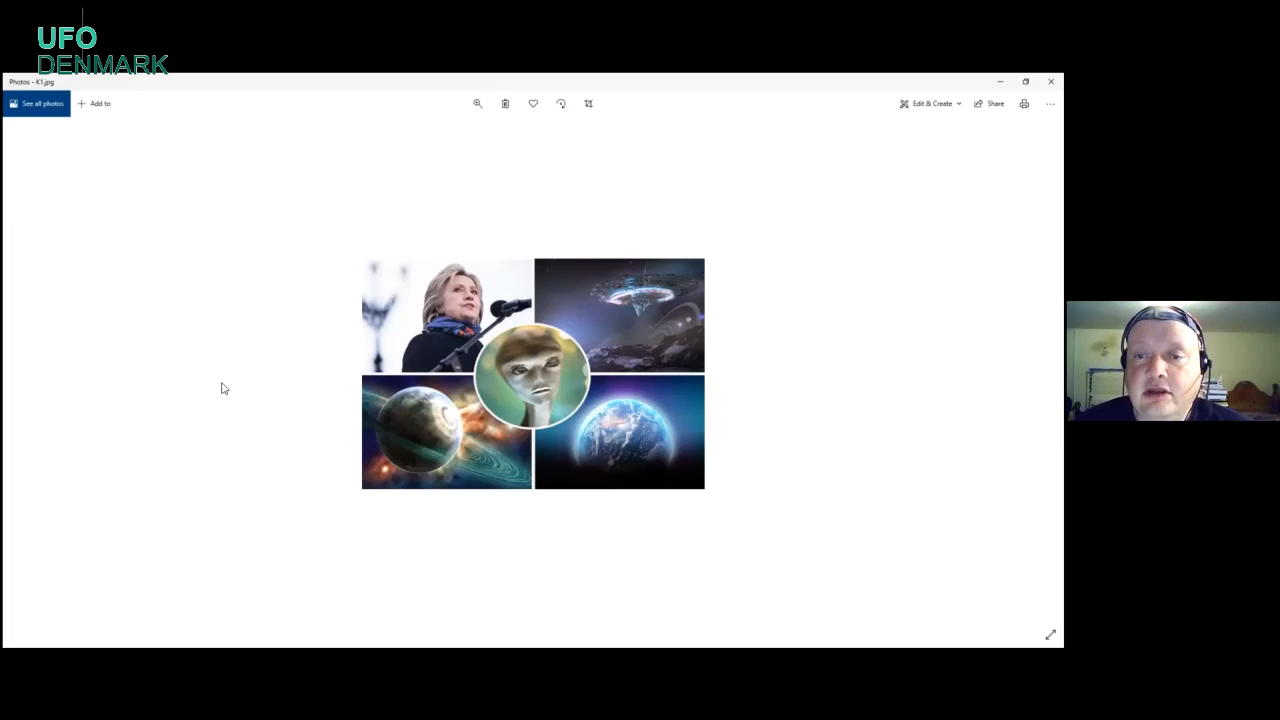 UFO
DENMARK
Photos - K1.jpg
See all photos
Add to
Edit & Create
Share